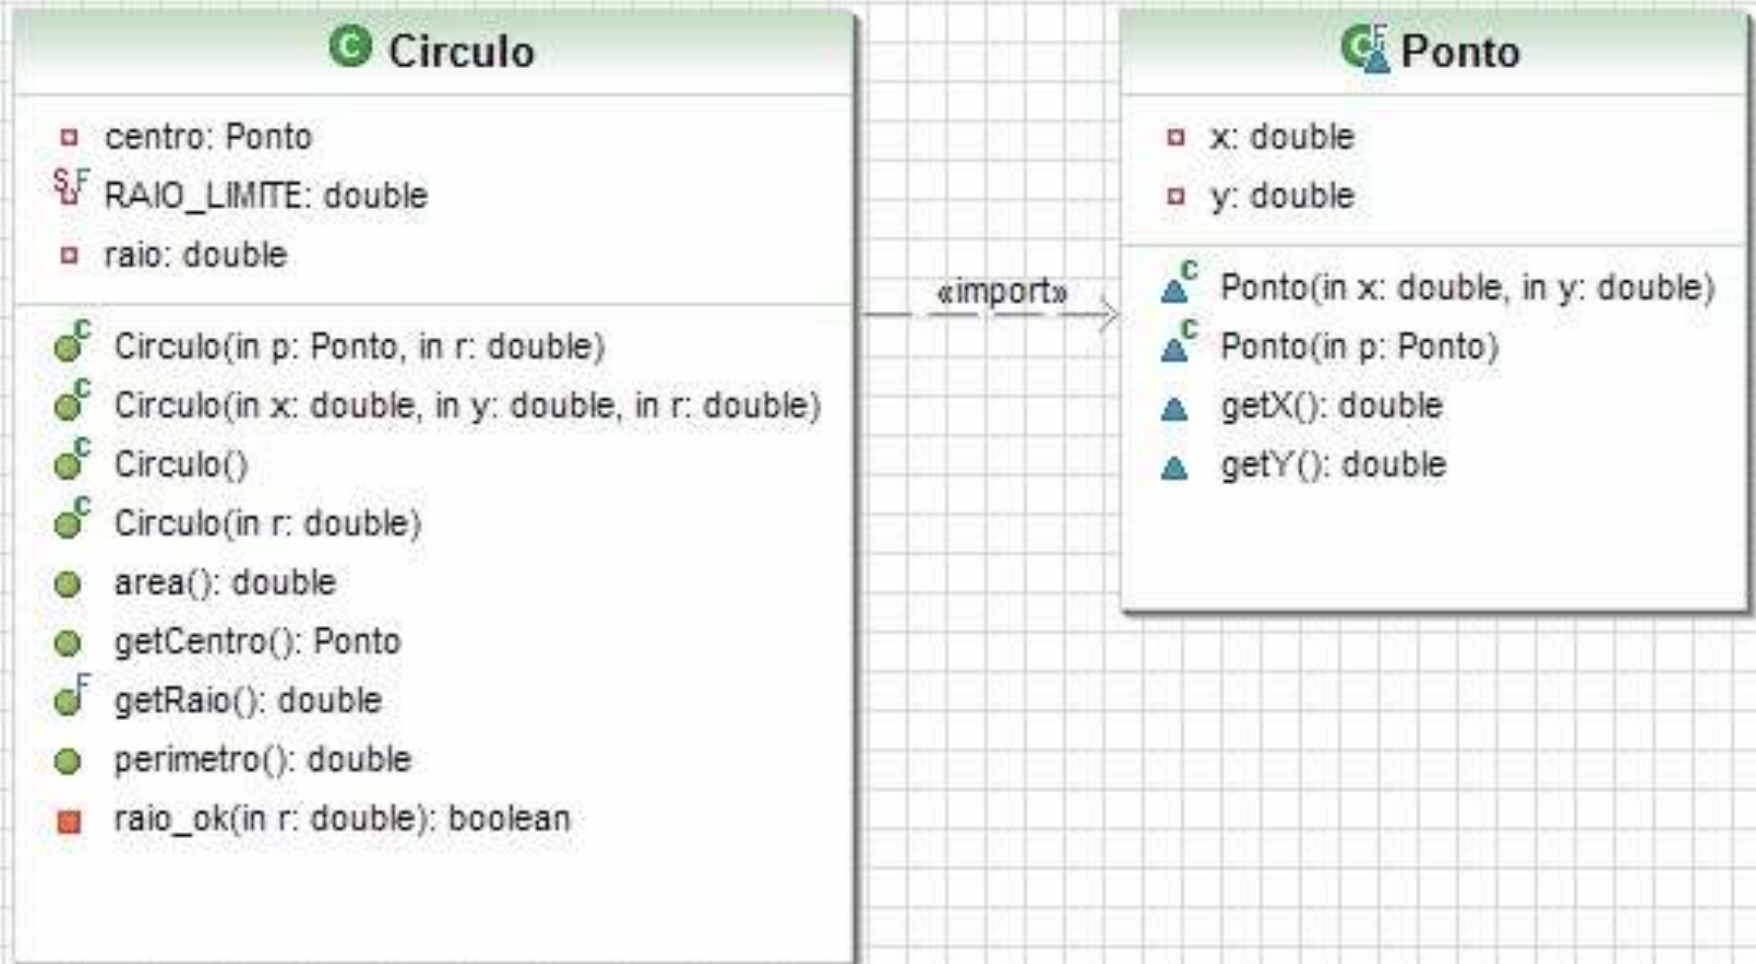 C Circulo
centro: Ponto
S F RAIO_LIMITE: double
raio: double
C Circulo(in p: Ponto, in r: double)
C Circulo(in x: double, in y: double, in r: double)
C Circulo()
C Circulo(in r: double)
area(): double
getCentro(): Ponto
F getRaio(): double
perimetro(): double
raio_ok(in r: double): boolean
«import»
C F Ponto
x: double
y: double
C Ponto(in x: double, in y: double)
C Ponto(in p: Ponto)
getX(): double
getY(): double